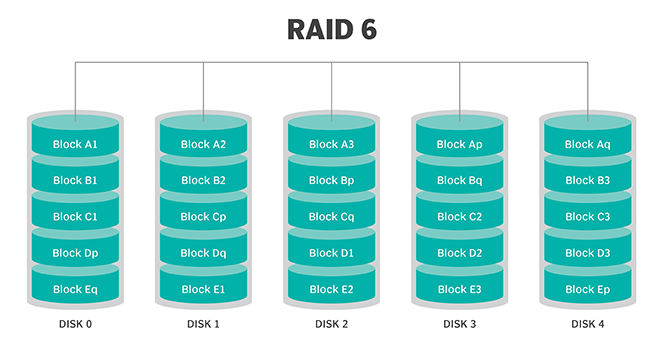 RAID 6
Block A1 Block A2 Block A3 Block Ap Block Aq
Block B1 Block B2 Block Bp Block Bq Block B3
Block C1 Block Cp Block Cq Block C2 Block C3
Block Dp Block Dq Block D1 Block D2 Block D3
Block Eq Block E1 Block E2 Block E3 Block Ep
DISK 0 DISK 1 DISK 2 DISK 3 DISK 4